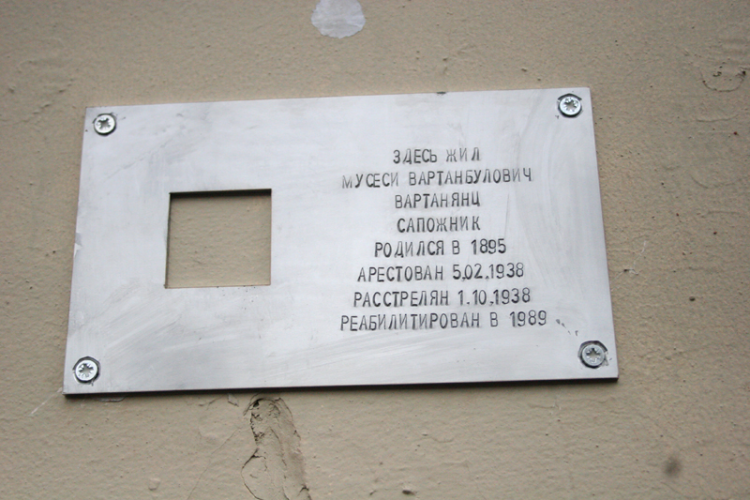 ЗДЕСЬ ЖИЛ
МУСЕСИ ВАРТАНБУЛОВИЧ
ВАРТАНЯНЦ
САПОЖНИК
РОДИЛСЯ В 1895
АРЕСТОВАН 5.02.1938
РАССТРЕЛЯН 1.10.1938
РЕАБИЛИТИРОВАН В 1989